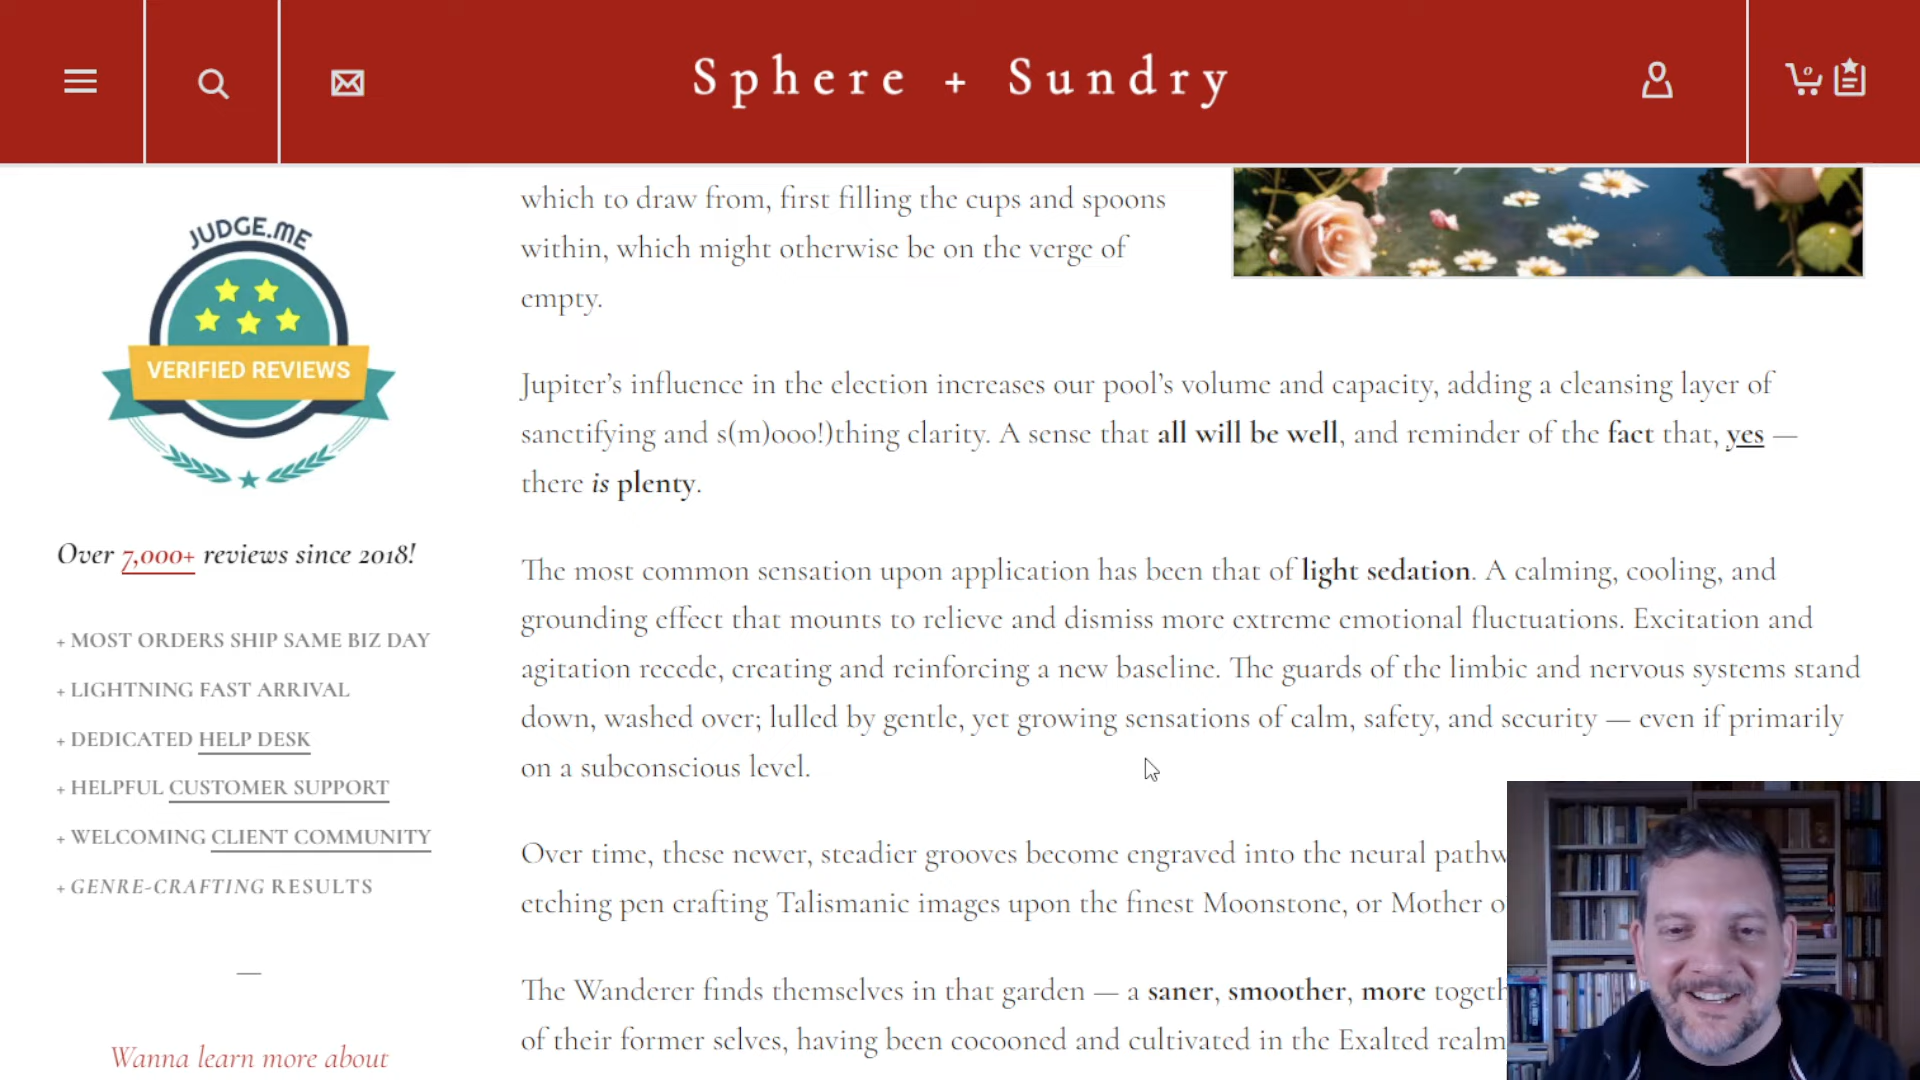 Sphere + Sundry
0
JUDGE.ME
VERIFIED REVIEWS
Over 7,000+ reviews since 2018!
+ MOST ORDERS SHIP SAME BIZ DAY
+ LIGHTNING FAST ARRIVAL
+ DEDICATED HELP DESK
+ HELPFUL CUSTOMER SUPPORT
+ WELCOMING CLIENT COMMUNITY
+ GENRE-CRAFTING RESULTS
—
Wanna learn more about
which to draw from, first filling the cups and spoons
within, which might otherwise be on the verge of
empty.
Jupiter’s influence in the election increases our pool’s volume and capacity, adding a cleansing layer of
sanctifying and s(m)ooo!)thing clarity. A sense that all will be well, and reminder of the fact that, yes —
there is plenty.
The most common sensation upon application has been that of light sedation. A calming, cooling, and
grounding effect that mounts to relieve and dismiss more extreme emotional fluctuations. Excitation and
agitation recede, creating and reinforcing a new baseline. The guards of the limbic and nervous systems stand
down, washed over; lulled by gentle, yet growing sensations of calm, safety, and security — even if primarily
on a subconscious level.
Over time, these newer, steadier grooves become engraved into the neural pathw
etching pen crafting Talismanic images upon the finest Moonstone, or Mother o
The Wanderer finds themselves in that garden — a saner, smoother, more togeth
of their former selves, having been cocooned and cultivated in the Exalted realm